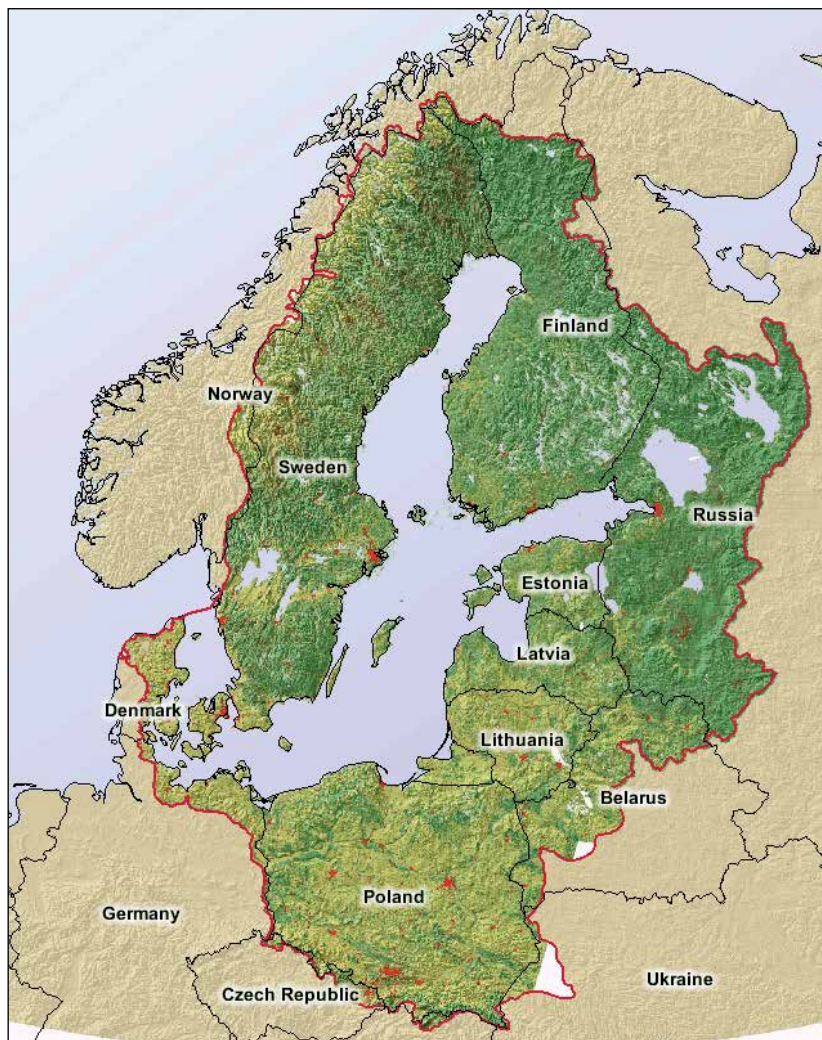 Finland
Norway
Sweden
Russia
Estonia
Latvia
Denmark
Lithuania
Belarus
Poland
Germany
Ukraine
Czech Republic